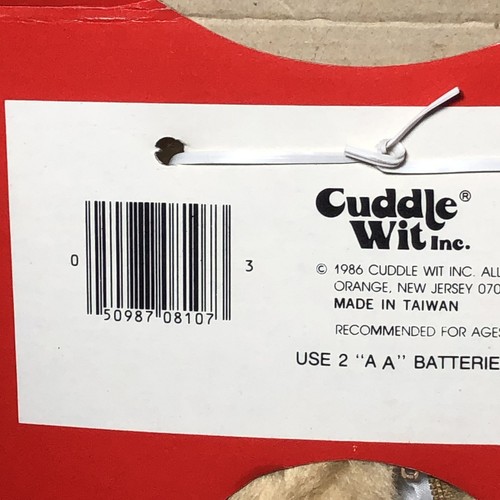 Cuddle®
Wit Inc.
© 1986 CUDDLE WIT INC. ALL
ORANGE, NEW JERSEY 070
MADE IN TAIWAN
RECOMMENDED FOR AGES
USE 2 "AA" BATTERIE
0 50987 08107 3